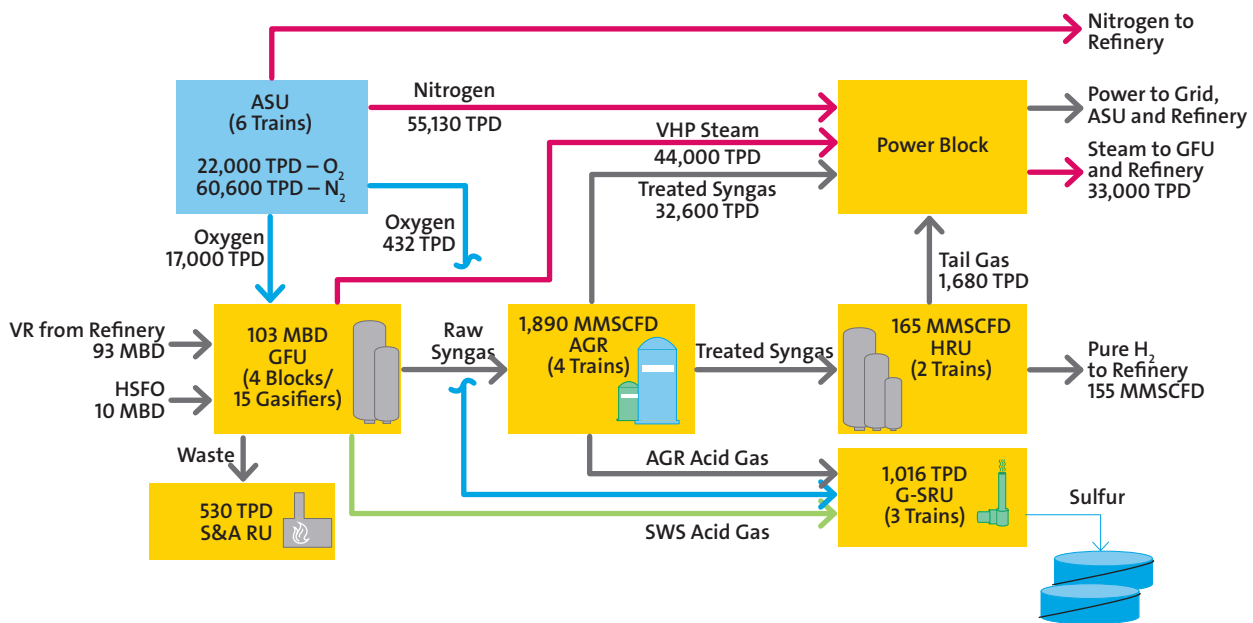 Nitrogen to
Refinery
ASU
(6 Trains)
22,000 TPD – O₂
60,600 TPD – N₂
Nitrogen
55,130 TPD
VHP Steam
44,000 TPD
Treated Syngas
32,600 TPD
Power Block
Power to Grid,
ASU and Refinery
Steam to GFU
and Refinery
33,000 TPD
Oxygen
17,000 TPD
Oxygen
432 TPD
Tail Gas
1,680 TPD
VR from Refinery
93 MBD
HSFO
10 MBD
103 MBD
GFU
(4 Blocks/
15 Gasifiers)
Raw
Syngas
1,890 MMSCFD
AGR
(4 Trains)
Treated Syngas
165 MMSCFD
HRU
(2 Trains)
Pure H₂
to Refinery
155 MMSCFD
Waste
530 TPD
S&A RU
AGR Acid Gas
SWS Acid Gas
1,016 TPD
G-SRU
(3 Trains)
Sulfur